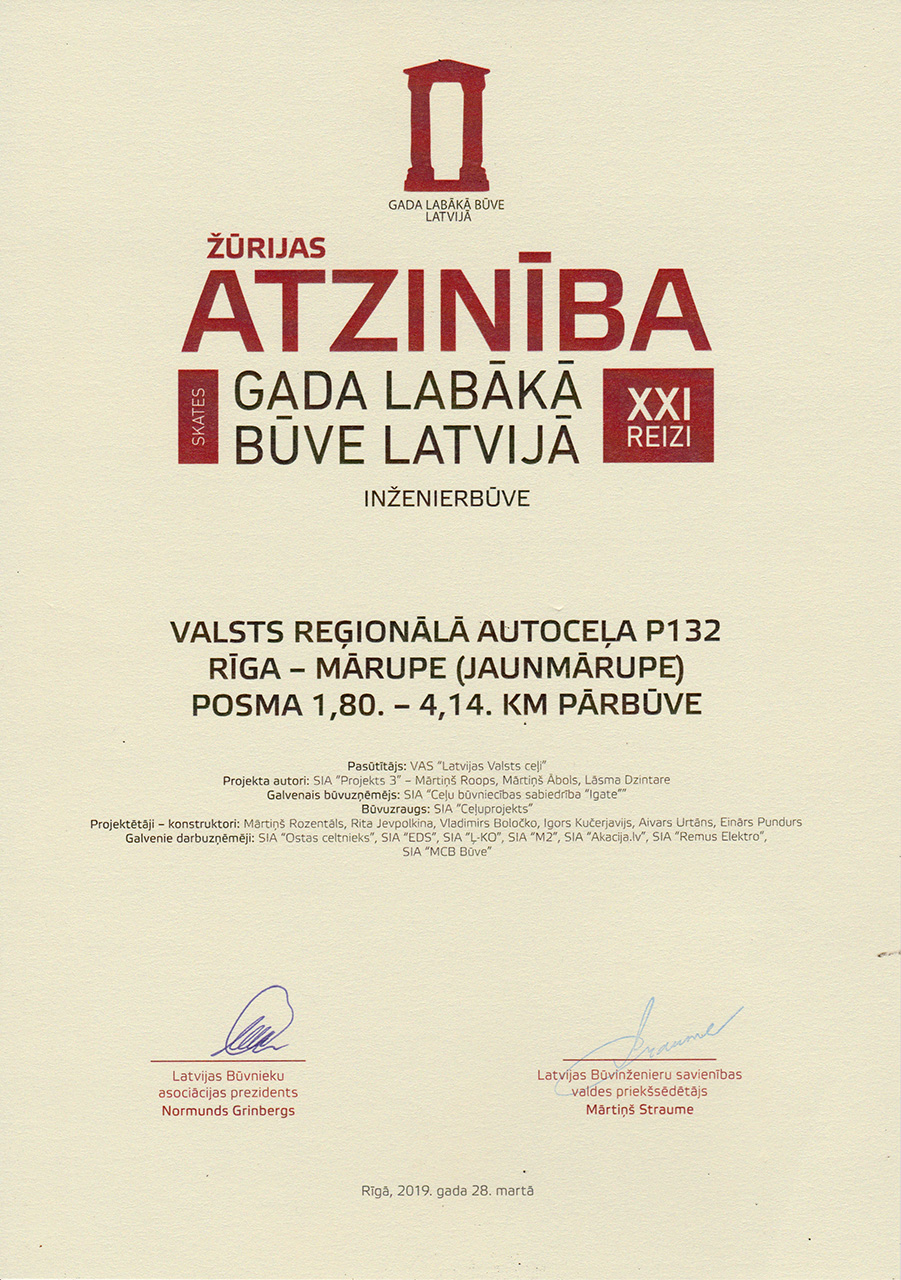 GADA LABĀKĀ BŪVE
LATVIJĀ
ŽŪRIJAS
ATZINĪBA
SKATES
GADA LABĀKĀ
BŪVE LATVIJĀ
XXI
REIZI
INŽENIERBŪVE
VALSTS REĢIONĀLĀ AUTOCEĻA P132
RĪGA – MĀRUPE (JAUNMĀRUPE)
POSMA 1,80. – 4,14. KM PĀRBŪVE
Pasūtītājs: VAS "Latvijas Valsts ceļi"
Projekta autori: SIA "Projekts 3" – Mārtiņš Roops, Mārtiņš Ābols, Lāsma Dzintare
Galvenais būvuzņēmējs: SIA "Ceļu būvniecības sabiedrība "Igate""
Būvuzraugs: SIA "Ceļuprojekts"
Projektētāji – konstruktori: Mārtiņš Rozentāls, Rita Jevpolkina, Vladimirs Boločko, Igors Kučerjavijs, Aivars Urtāns, Einārs Pundurs
Galvenie darbuzņēmēji: SIA "Ostas celtnieks", SIA "EDS", SIA "Ļ-KO", SIA "M2", SIA "Akacija.lv", SIA "Remus Elektro",
SIA "MCB Būve"
Latvijas Būvnieku
asociācijas prezidents
Normunds Grinbergs
Straume
Latvijas Būvinženieru savienības
valdes priekšsēdētājs
Mārtiņš Straume
Rīgā, 2019. gada 28. martā